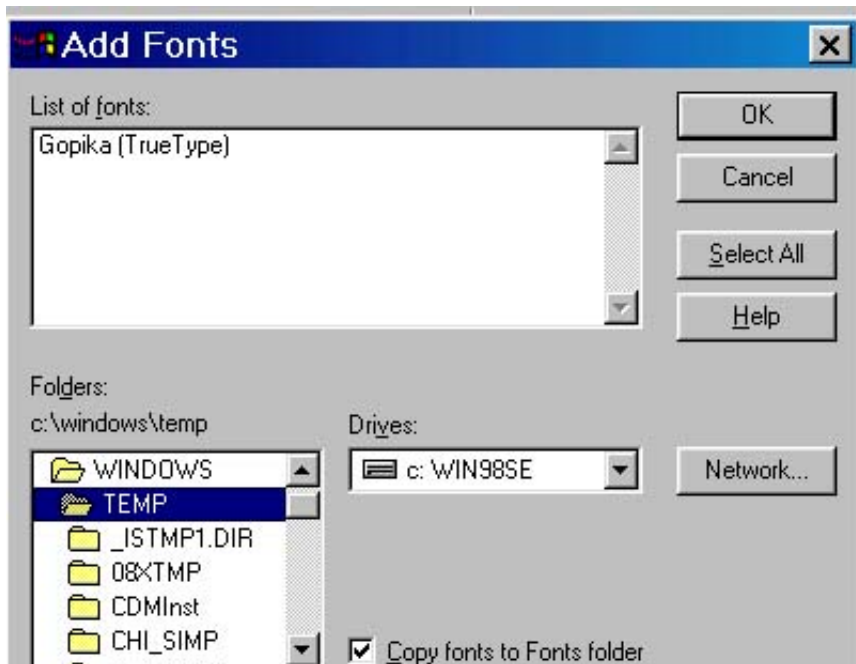 Add Fonts
List of fonts:
Gopika (TrueType)
OK
Cancel
Select All
Help
Folders:
c:\windows\temp
WINDOWS
TEMP
_ISTMP1.DIR
08XTMP
CDMInst
CHI_SIMP
Drives:
c: WIN98SE
Network...
Copy fonts to Fonts folder